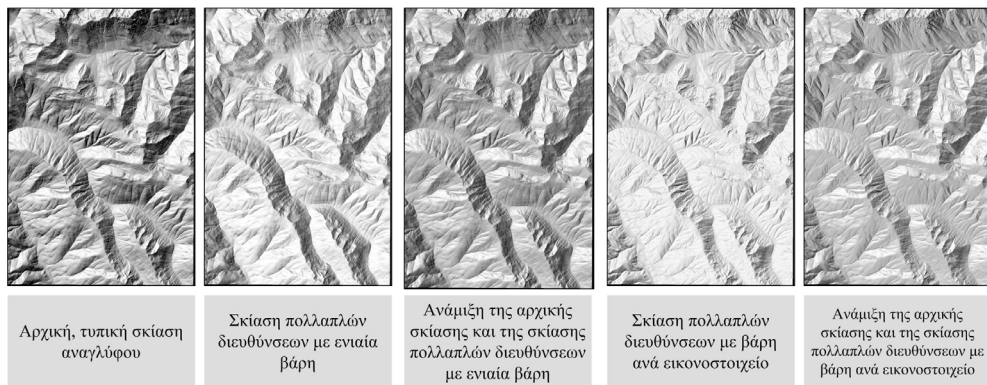 Αρχική, τυπική σκίαση
αναγλύφου
Σκίαση πολλαπλών
διευθύνσεων με ενιαία
βάρη
Ανάμιξη της αρχικής
σκίασης και της σκίασης
πολλαπλών διευθύνσεων
με ενιαία βάρη
Σκίαση πολλαπλών
διευθύνσεων με βάρη
ανά εικονοστοιχείο
Ανάμιξη της αρχικής
σκίασης και της σκίασης
πολλαπλών διευθύνσεων με
βάρη ανά εικονοστοιχείο